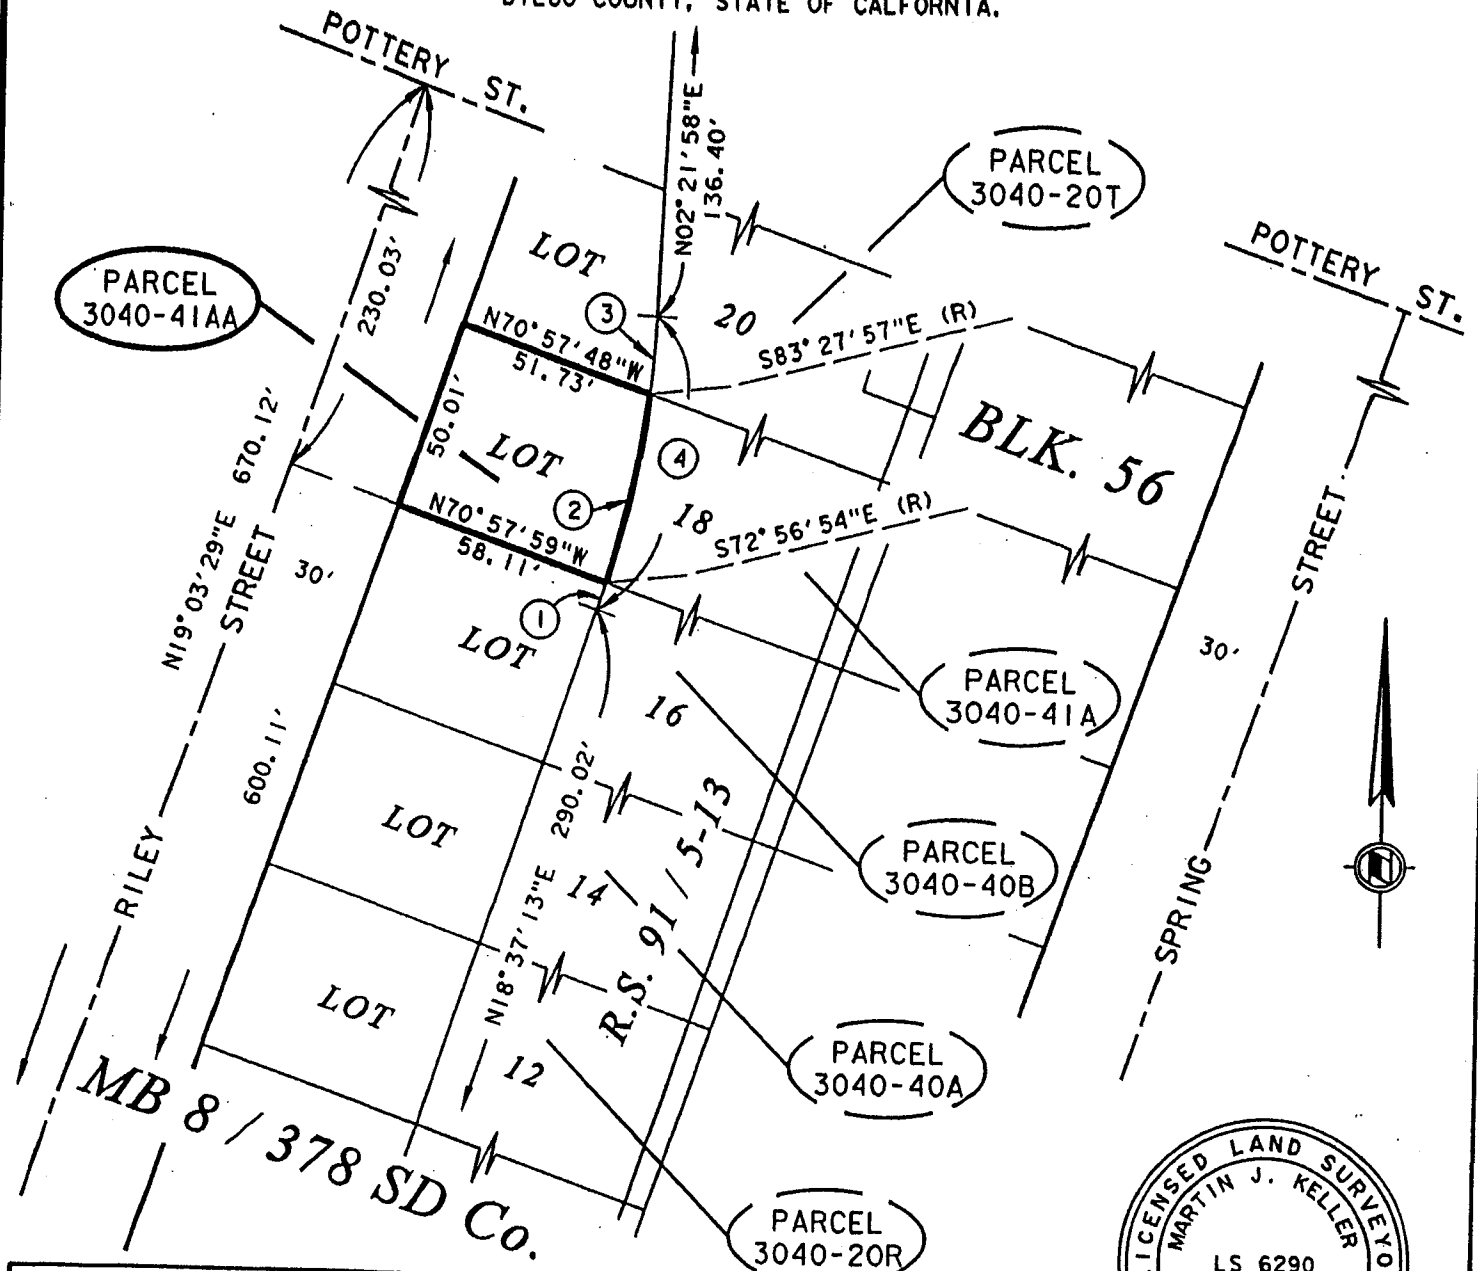 DIEGO COUNTY, STATE OF CALFORNIA.
POTTERY ST.
N02°21'58"E
136.40'
PARCEL
3040-20T
POTTERY ST.
PARCEL
3040-41AA
230.03'
LOT
20
3
N70°57'48"W
51.73'
S83°27'57"E (R)
BLK. 56
50.01'
LOT
4
2
18
N70°57'59"W
58.11'
S72°56'54"E (R)
N19°03'29"E 670.12'
STREET
30'
1
LOT
16
STREET
30'
PARCEL
3040-41A
600.11'
LOT
14
290.02'
N18°37'13"E
R.S. 91 / 5-13
PARCEL
3040-40B
RILEY
SPRING
LOT
12
PARCEL
3040-40A
MB 8 / 378 SD Co.
PARCEL
3040-20R
LAND
MARTIN J. KELLER
LS 6290